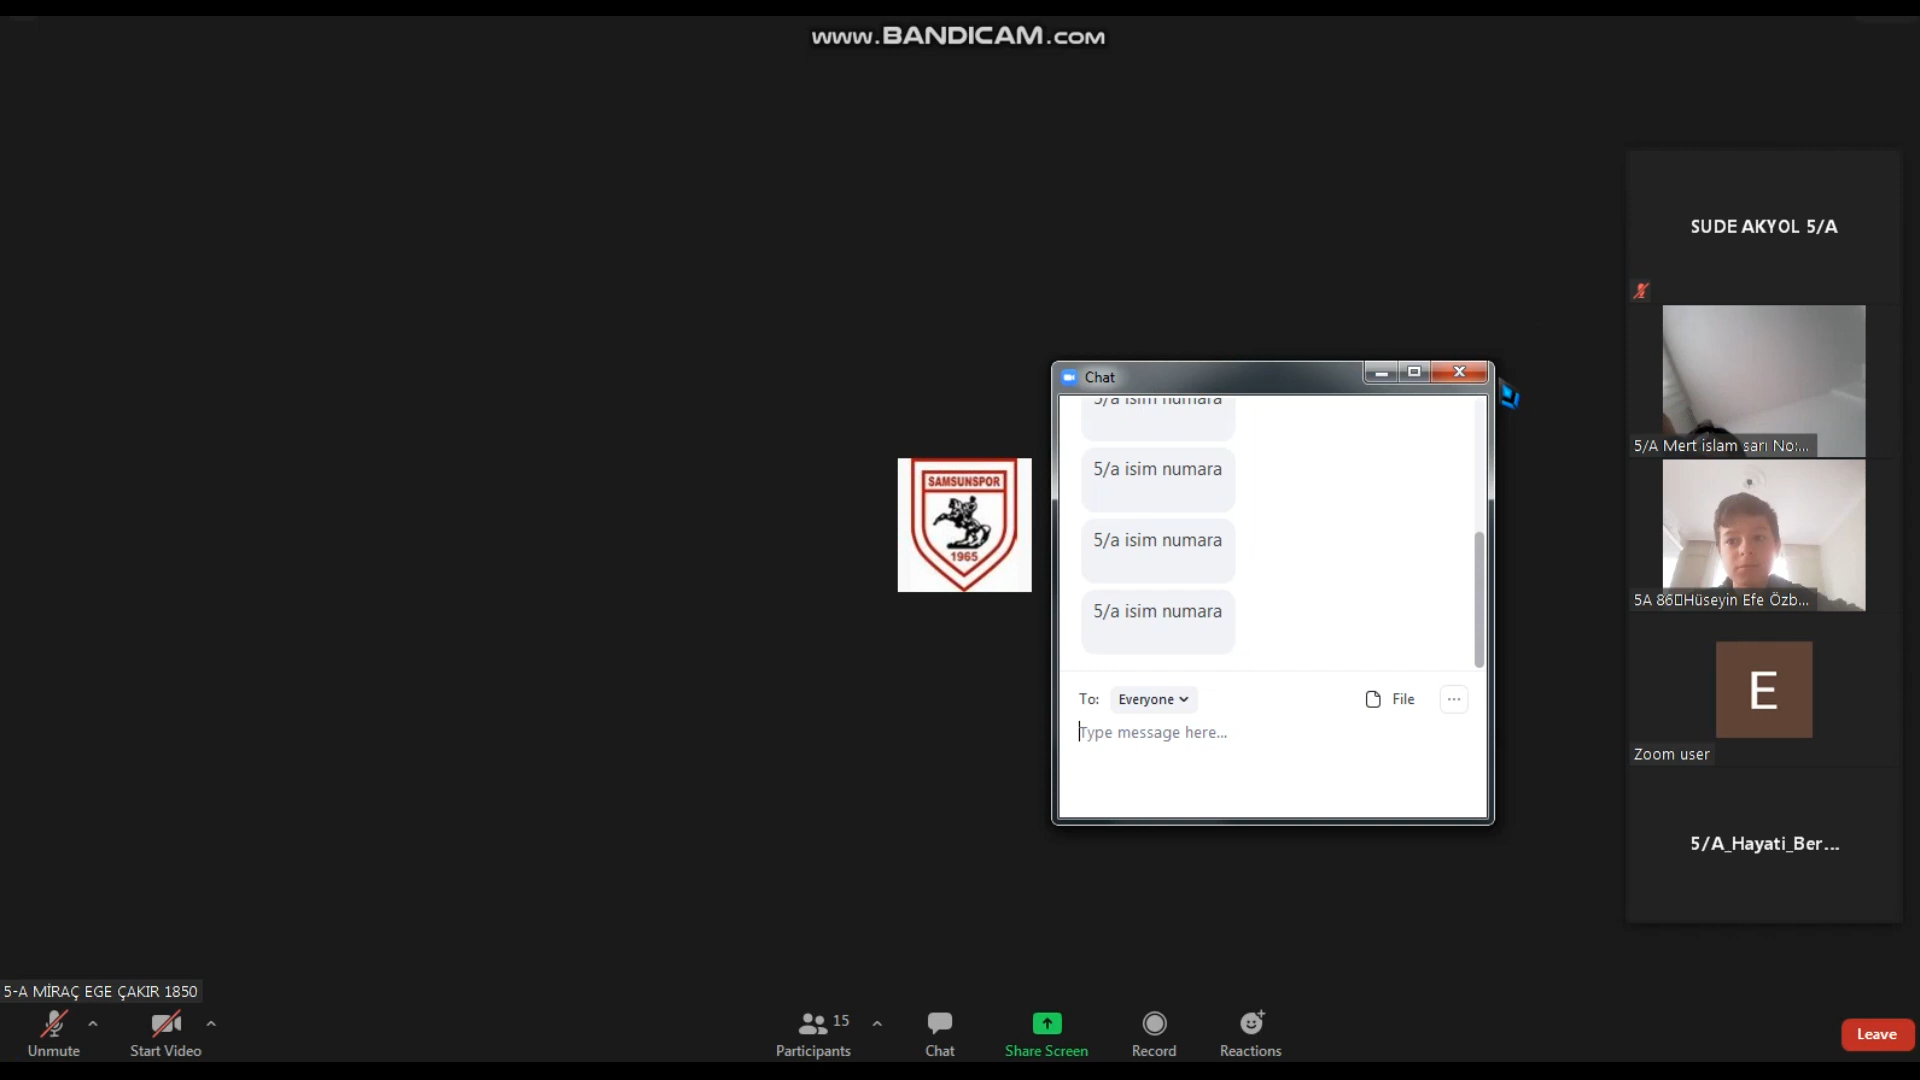 www.BANDICAM.com
SUDE AKYOL 5/A
Chat
5/a isim numara
5/a isim numara
5/a isim numara
5/a isim numara
To: Everyone
File
Type message here...
SAMSUNSPOR
1965
5/A Mert islam sarı No:...
5A 86 Hüseyin Efe Özb...
E
Zoom user
5/A_Hayati_Ber...
5-A MİRAÇ EGE ÇAKIR 1850
Unmute
Start Video
15
Participants
Chat
Share Screen
Record
Reactions
Leave